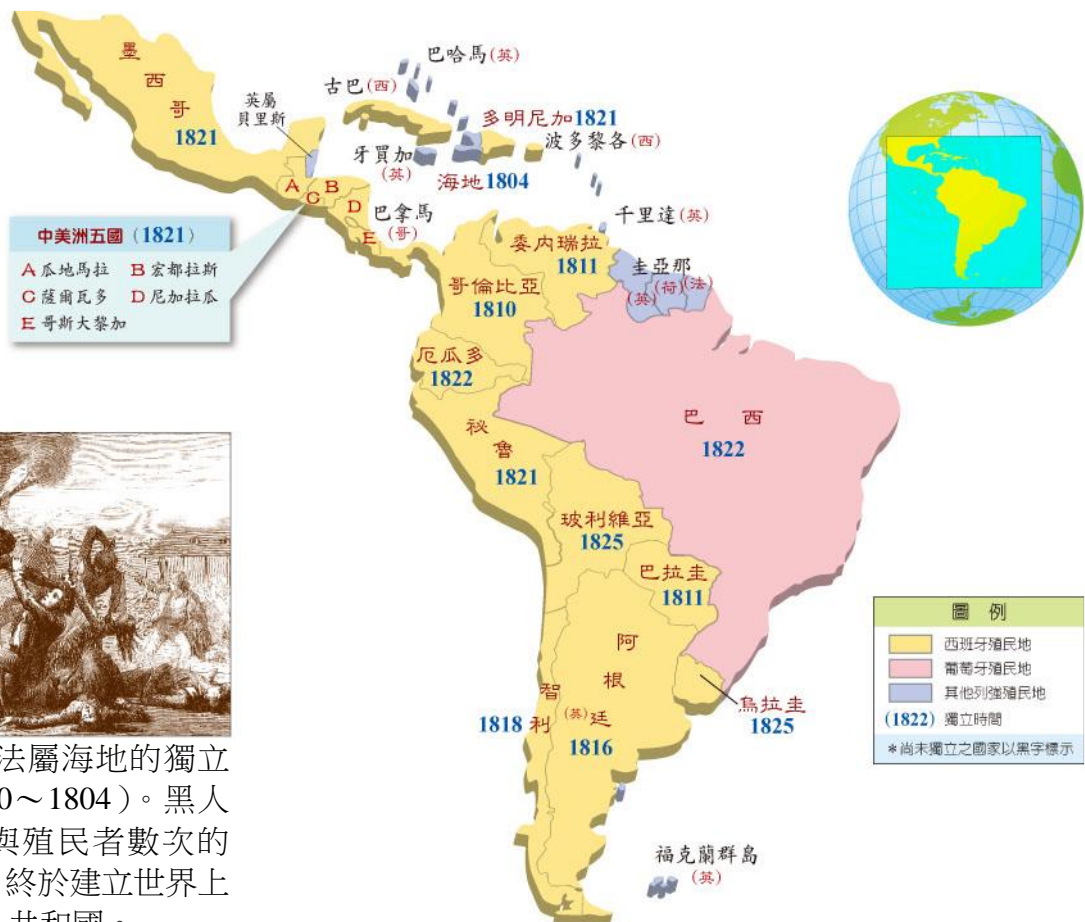 墨西哥
1821
英屬
貝里斯
古巴(西)
巴哈馬(英)
多明尼加1821
波多黎各(西)
牙買加
(英)
海地1804
A
B
C
D
E
巴拿馬
(哥)
千里達(英)
中美洲五國(1821)
A 瓜地馬拉 B 宏都拉斯
C 薩爾瓦多 D 尼加拉瓜
E 哥斯大黎加
委內瑞拉
1811
圭亞那
(英)(荷)(法)
哥倫比亞
1810
厄瓜多
1822
巴西
1822
祕魯
1821
玻利維亞
1825
巴拉圭
1811
阿根廷
(英)
1816
智利
1818
烏拉圭
1825
福克蘭群島
(英)
圖例
西班牙殖民地
葡萄牙殖民地
其他列強殖民地
(1822) 獨立時間
*尚未獨立之國家以黑字標示
法屬海地的獨立
0～1804)。黑人
與殖民者數次的
終於建立世界上
共和國。